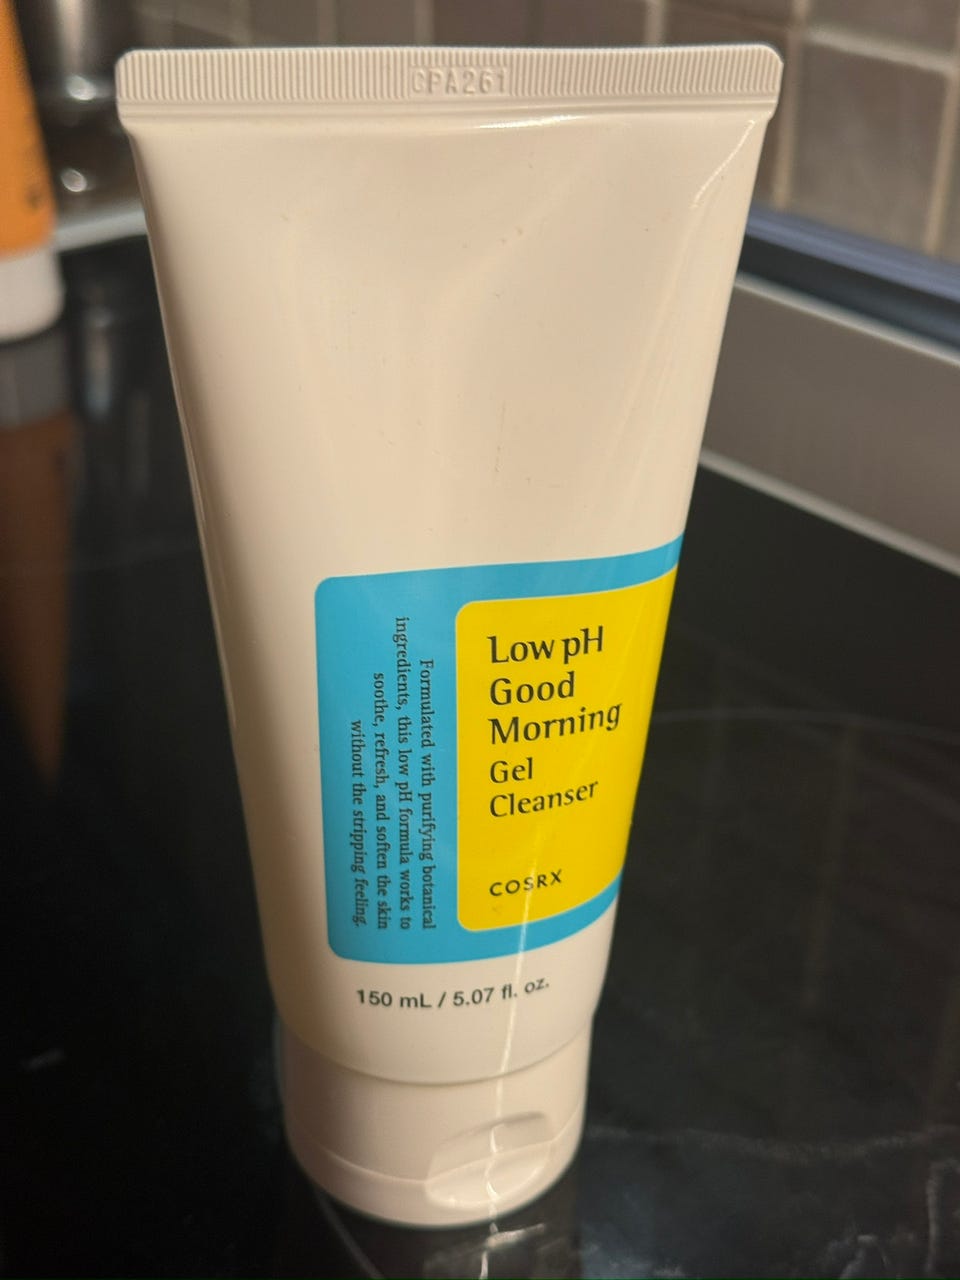 CPA261
Low pH
Good
Morning
Gel
Cleanser
COSRX
Formulated with purifying botanical
ingredients, this low pH formula works to
soothe, refresh, and soften the skin
without the stripping feeling.
150 mL / 5.07 fl. oz.